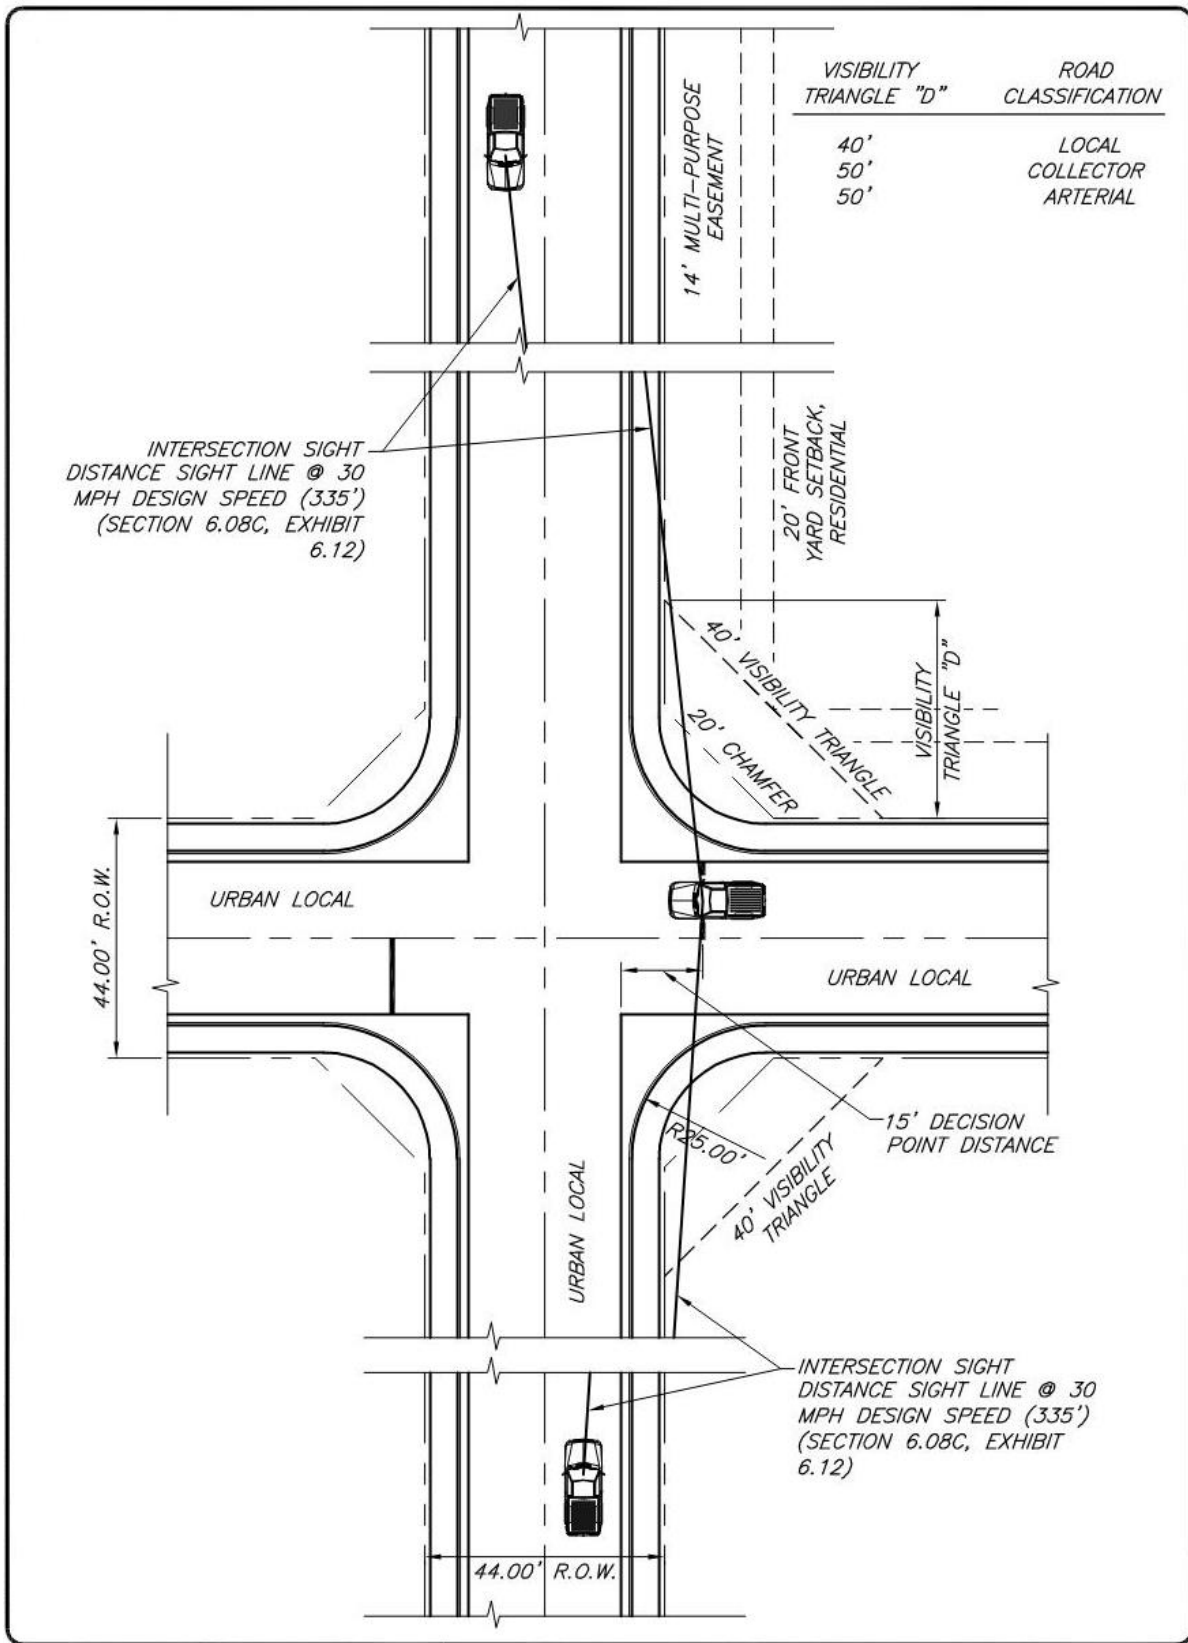 VISIBILITY
TRIANGLE "D"
ROAD
CLASSIFICATION
40' LOCAL
50' COLLECTOR
50' ARTERIAL
14' MULTI-PURPOSE
EASEMENT
INTERSECTION SIGHT
DISTANCE SIGHT LINE @ 30
MPH DESIGN SPEED (335')
(SECTION 6.08C, EXHIBIT
6.12)
20' FRONT
YARD SETBACK,
RESIDENTIAL
40' VISIBILITY TRIANGLE
20' CHAMFER
VISIBILITY
TRIANGLE "D"
44.00' R.O.W.
URBAN LOCAL
URBAN LOCAL
15' DECISION
POINT DISTANCE
R25.00'
40' VISIBILITY
TRIANGLE
URBAN LOCAL
INTERSECTION SIGHT
DISTANCE SIGHT LINE @ 30
MPH DESIGN SPEED (335')
(SECTION 6.08C, EXHIBIT
6.12)
44.00' R.O.W.